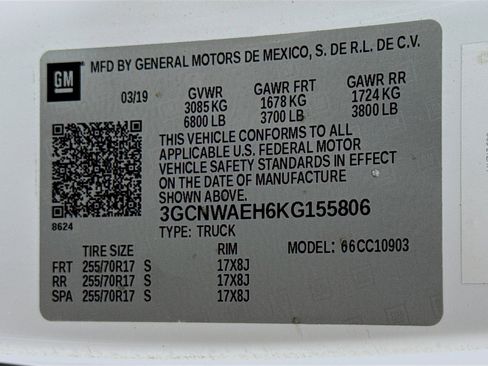 GM
MFD BY GENERAL MOTORS DE MEXICO, S. DE R.L. DE C.V.
03/19 GVWR GAWR FRT GAWR RR
3085 KG 1678 KG 1724 KG
6800 LB 3700 LB 3800 LB
THIS VEHICLE CONFORMS TO ALL
APPLICABLE U.S. FEDERAL MOTOR
VEHICLE SAFETY STANDARDS IN EFFECT
ON THE DATE OF MANUFACTURE
SHOWN ABOVE.
3GCNWAEH6KG155806
8624 TYPE: TRUCK
TIRE SIZE RIM MODEL: 66CC10903
FRT 255/70R17 S 17X8J
RR 255/70R17 S 17X8J
SPA 255/70R17 S 17X8J